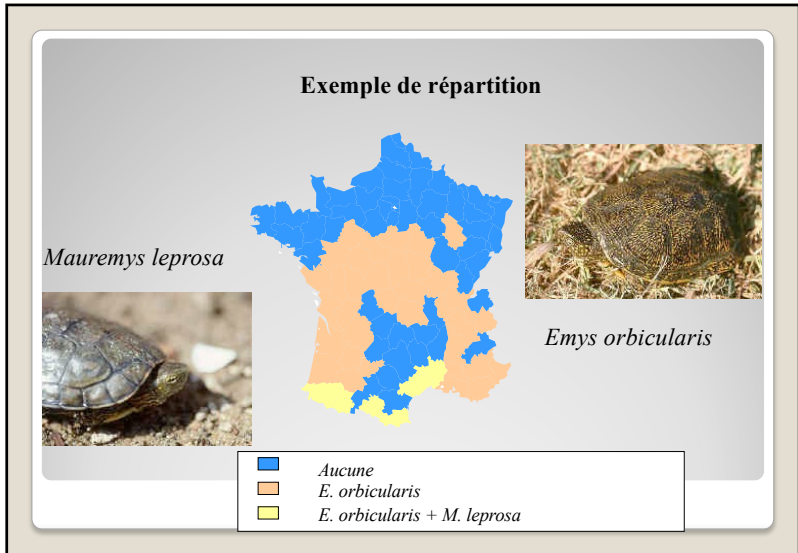 Exemple de répartition
Mauremys leprosa
Emys orbicularis
Aucune
E. orbicularis
E. orbicularis + M. leprosa